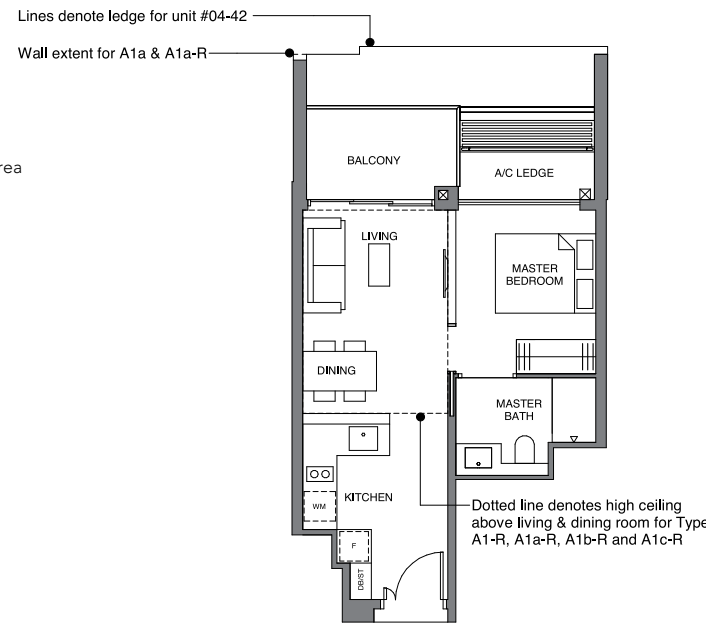 Lines denote ledge for unit #04-42
Wall extent for A1a & A1a-R
rea
BALCONY
A/C LEDGE
LIVING
MASTER
BEDROOM
DINING
MASTER
BATH
KITCHEN
WM
F
DB/ST
Dotted line denotes high ceiling
above living & dining room for Type
A1-R, A1a-R, A1b-R and A1c-R